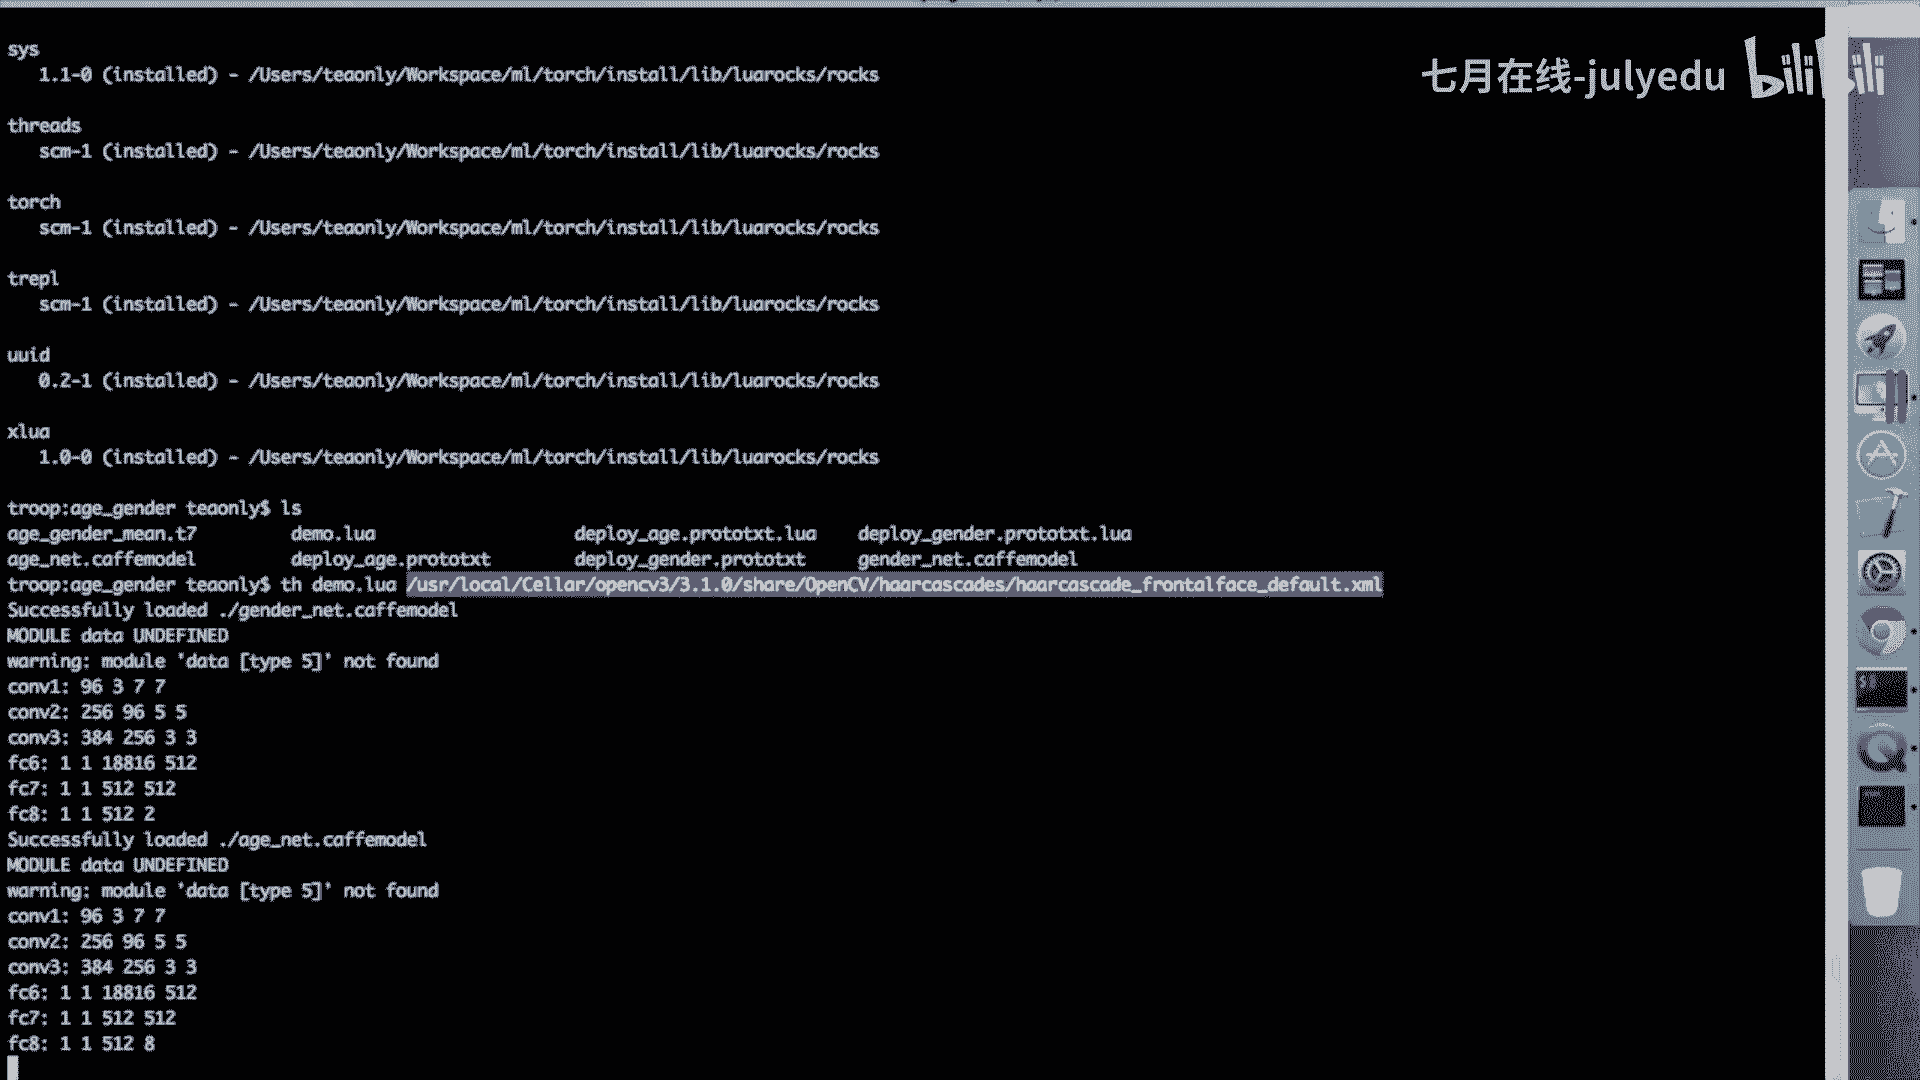 sys
1.1-0 (installed) - /Users/teaonly/Workspace/ml/torch/install/lib/luarocks/rocks
七月在线-julyedu bilibili
threads
scm-1 (installed) - /Users/teaonly/Workspace/ml/torch/install/lib/luarocks/rocks
torch
scm-1 (installed) - /Users/teaonly/Workspace/ml/torch/install/lib/luarocks/rocks
trepl
scm-1 (installed) - /Users/teaonly/Workspace/ml/torch/install/lib/luarocks/rocks
uuid
0.2-1 (installed) - /Users/teaonly/Workspace/ml/torch/install/lib/luarocks/rocks
xlua
1.0-0 (installed) - /Users/teaonly/Workspace/ml/torch/install/lib/luarocks/rocks
troop:age_gender teaonly$ ls
age_gender_mean.t7 demo.lua deploy_age.prototxt.lua deploy_gender.prototxt.lua
age_net.caffemodel deploy_age.prototxt deploy_gender.prototxt gender_net.caffemodel
troop:age_gender teaonly$ th demo.lua /usr/local/Cellar/opencv3/3.1.0/share/OpenCV/haarcascades/haarcascade_frontalface_default.xml
Successfully loaded ./gender_net.caffemodel
MODULE data UNDEFINED
warning: module 'data [type 5]' not found
conv1: 96 3 7 7
conv2: 256 96 5 5
conv3: 384 256 3 3
fc6: 1 1 18816 512
fc7: 1 1 512 512
fc8: 1 1 512 2
Successfully loaded ./age_net.caffemodel
MODULE data UNDEFINED
warning: module 'data [type 5]' not found
conv1: 96 3 7 7
conv2: 256 96 5 5
conv3: 384 256 3 3
fc6: 1 1 18816 512
fc7: 1 1 512 512
fc8: 1 1 512 8